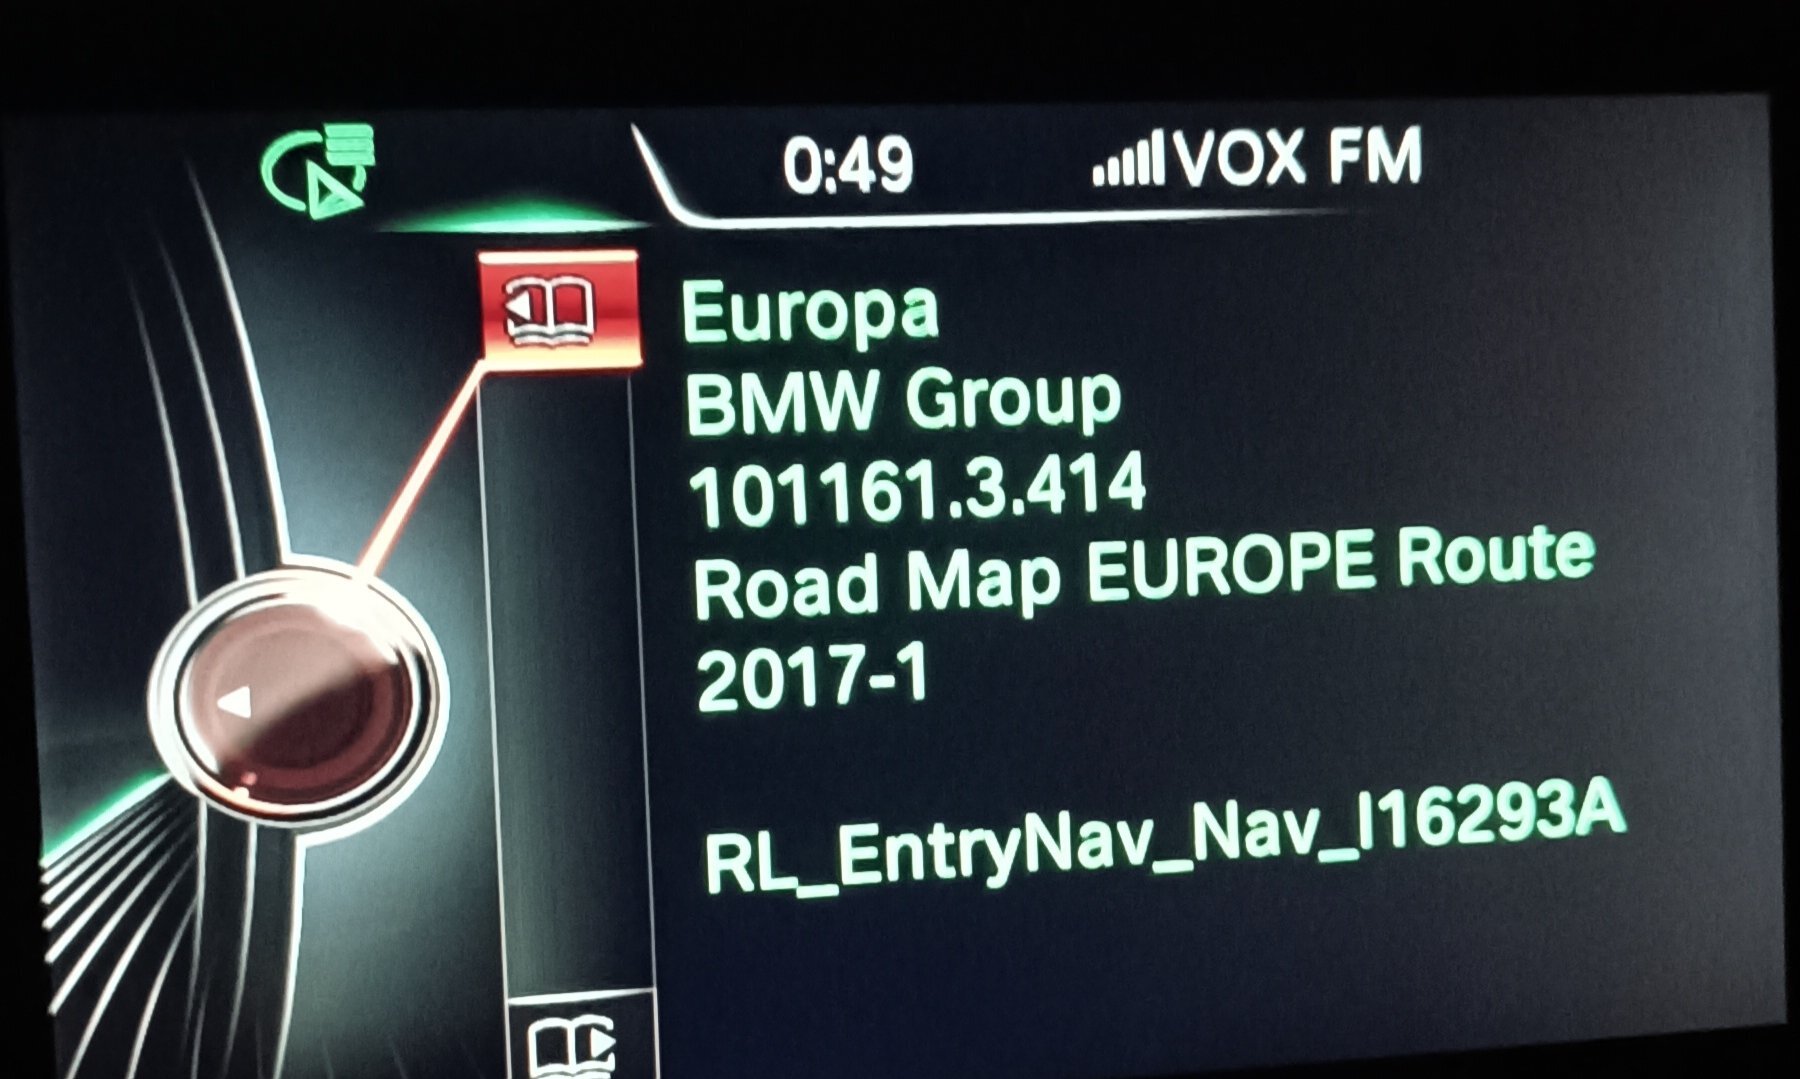 0:49
VOX FM
Europa
BMW Group
101161.3.414
Road Map EUROPE Route
2017-1
RL_EntryNav_Nav_I16293A